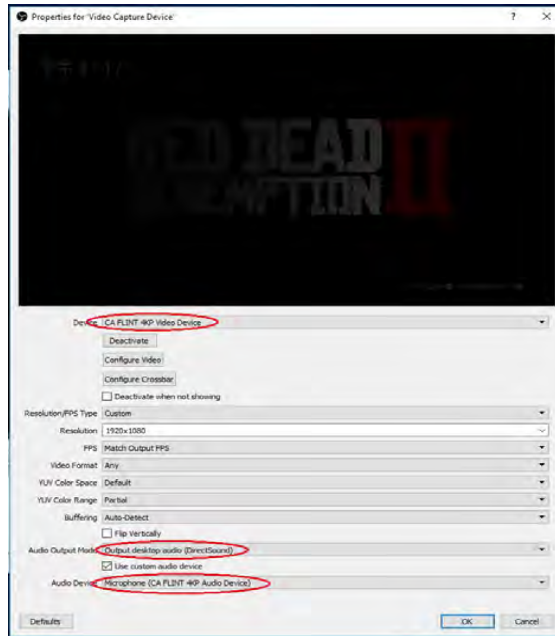 Properties for 'Video Capture Device'
? X
RED DEAD
REDEMPTION II
Device CA FLINT 4KP Video Device
Deactivate
Configure Video
Configure Crossbar
Deactivate when not showing
Resolution/FPS Type Custom
Resolution 1920x1080
FPS Match Output FPS
Video Format Any
YUV Color Space Default
YUV Color Range Partial
Buffering Auto-Detect
Flip Vertically
Audio Output Mode Output desktop audio (DirectSound)
Use custom audio device
Audio Device Microphone (CA FLINT 4KP Audio Device)
Defaults OK Cancel